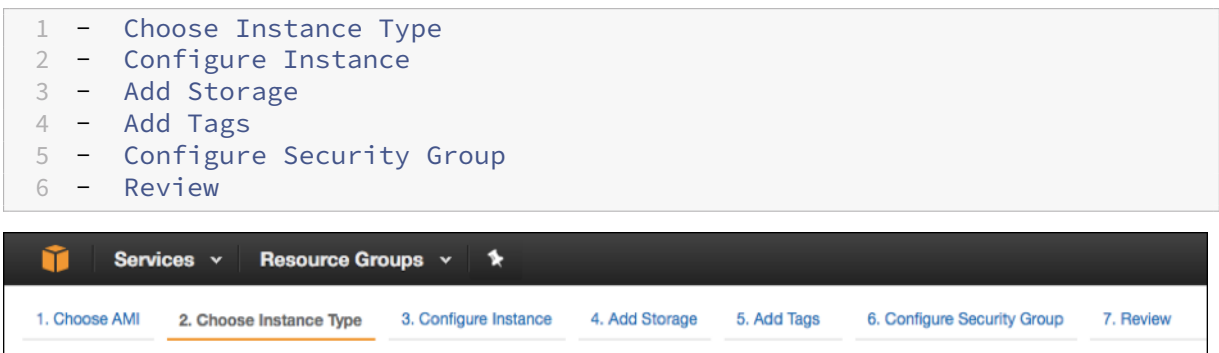 1 - Choose Instance Type
2 - Configure Instance
3 - Add Storage
4 - Add Tags
5 - Configure Security Group
6 - Review
Services Resource Groups
1. Choose AMI 2. Choose Instance Type 3. Configure Instance 4. Add Storage 5. Add Tags 6. Configure Security Group 7. Review